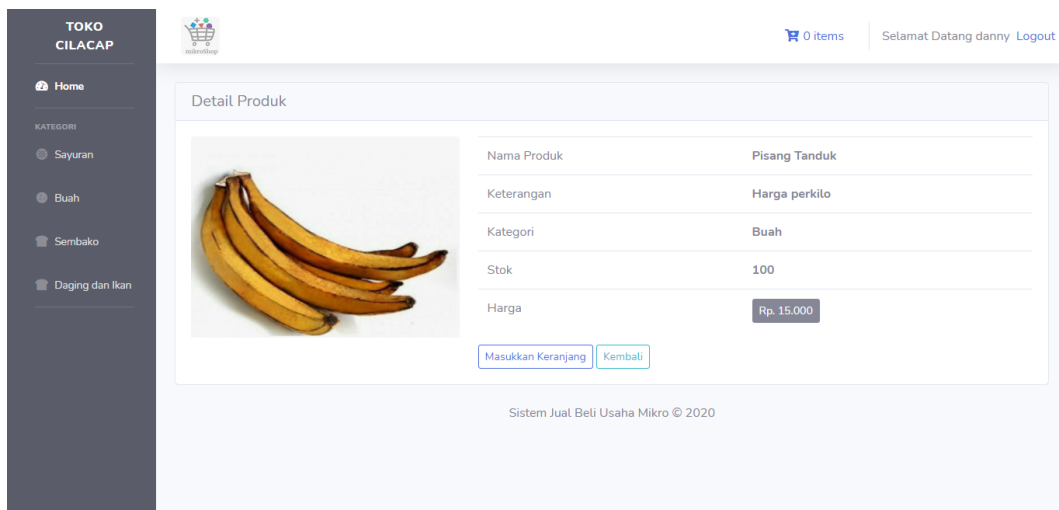 TOKO
CILACAP
mikroShop
0 items
Selamat Datang danny Logout
Home
KATEGORI
Sayuran
Buah
Sembako
Daging dan Ikan
Detail Produk
Nama Produk Pisang Tanduk
Keterangan Harga perkilo
Kategori Buah
Stok 100
Harga Rp. 15.000
Masukkan Keranjang Kembali
Sistem Jual Beli Usaha Mikro © 2020